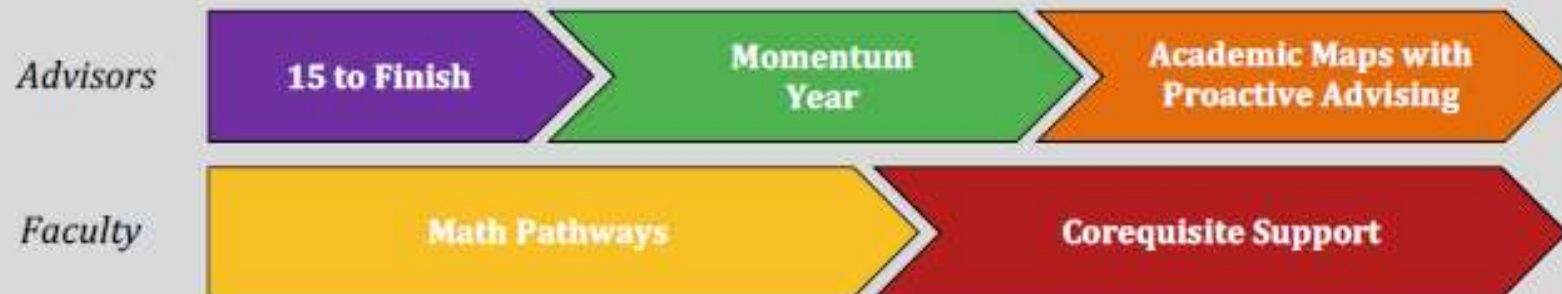 Advisors
15 to Finish
Momentum
Year
Academic Maps with
Proactive Advising
Faculty
Math Pathways
Corequisite Support